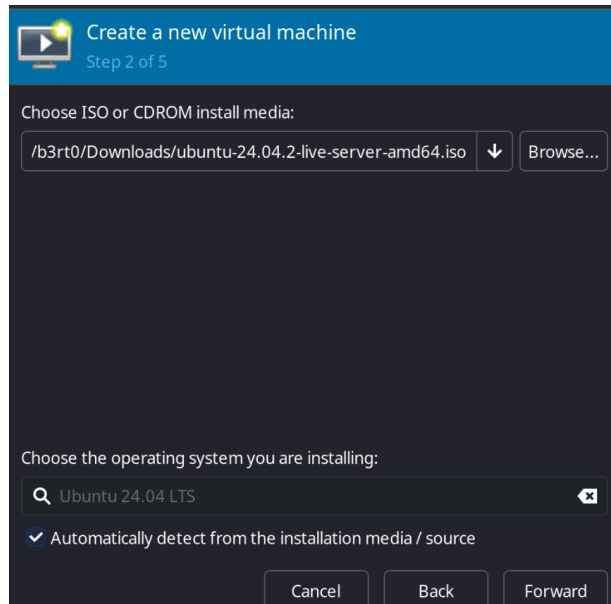 Create a new virtual machine
Step 2 of 5
Choose ISO or CDROM install media:
/b3rt0/Downloads/ubuntu-24.04.2-live-server-amd64.iso Browse...
Choose the operating system you are installing:
Ubuntu 24.04 LTS
Automatically detect from the installation media / source
Cancel Back Forward